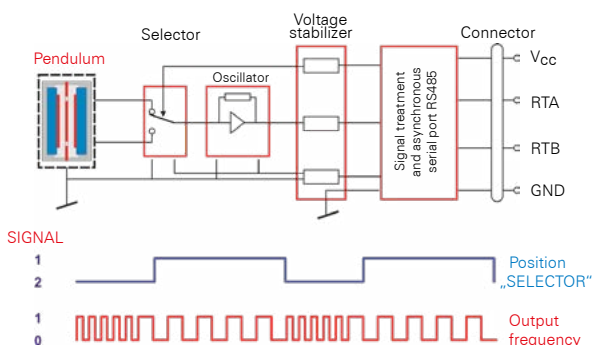 Voltage
stabilizer
Selector
Connector
Pendulum
Oscillator
Signal treatment
and asynchronous
serial port RS485
Vcc
RTA
RTB
GND
SIGNAL
1
2
Position
„SELECTOR“
1
0
Output
frequency